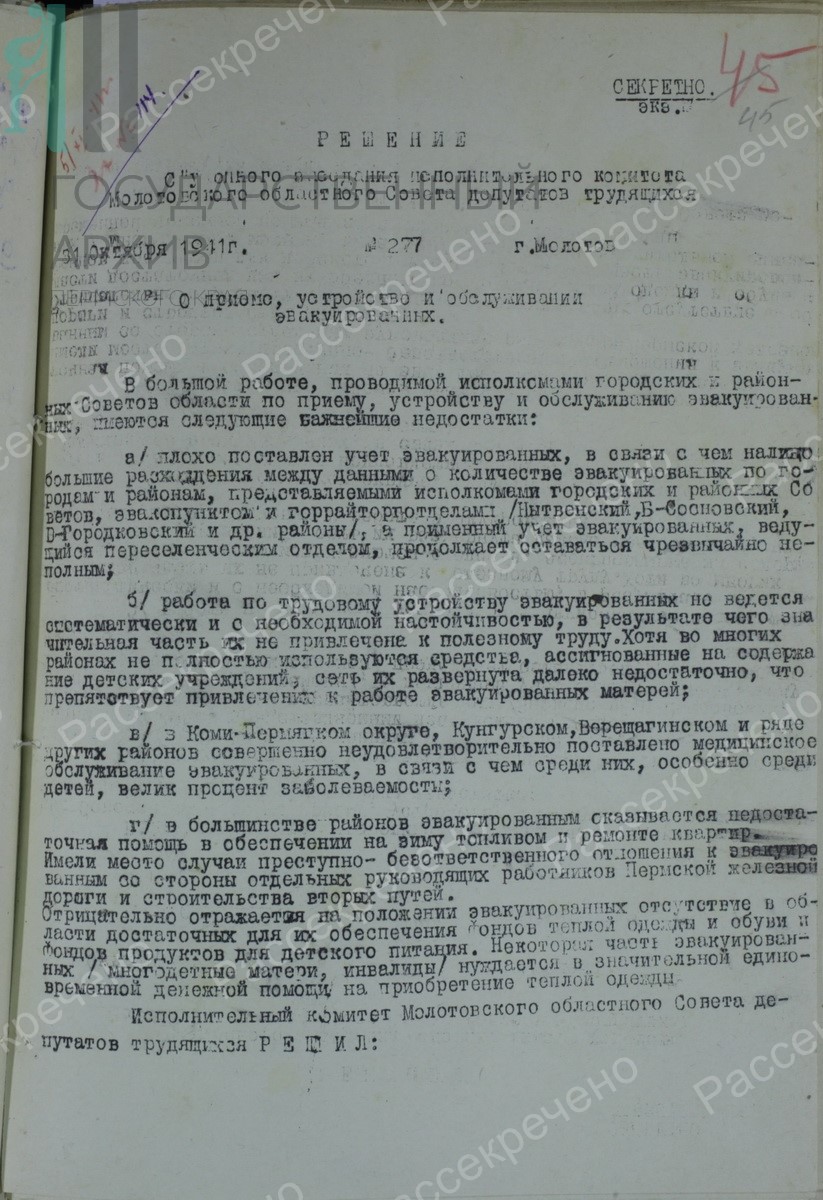 45
СЕКРЕТНО.
экз.
45
РЕШЕНИЕ
заседания исполнительного комитета
Молотовского областного Совета депутатов трудящихся
31 октября 1941г. № 277 г.Молотов
О приеме, устройство и обслуживании
эвакуированных.
В большой работе, проводимой исполкомами городских и район-
ных Советов области по приему, устройству и обслуживанию эвакуирован-
ных, имеются следующие важнейшие недостатки:
а/ плохо поставлен учет эвакуированных, в связи с чем налицо
большие расхождения между данными о количестве эвакуированных по го-
родам и районам, представляемыми исполкомами городских и районных Со
ветов, эвакопунктом и горрайторготделами /Нытвенский,Б-Сосновский,
В-Городковский и др. районы/, а поименный учет эвакуированных, веду-
щийся переселенческим отделом, продолжает оставаться чрезвычайно не-
полным;
б/ работа по трудовому устройству эвакуированных не ведется
систематически и с необходимой настойчивостью, в результате чего зна
чительная часть их не привлечена к полезному труду.Хотя во многих
районах не полностью используются средства, ассигнованные на содержа
ние детских учреждений, сеть их развернута далеко недостаточно, что
препятствует привлечению к работе эвакуированных матерей;
в/ в Коми-Пермяцком округе, Кунгурском,Верещагинском и ряде
других районов совершенно неудовлетворительно поставлено медицинское
обслуживание эвакуированных, в связи с чем среди них, особенно среди
детей, велик процент заболеваемости;
г/ в большинстве районов эвакуированным сказывается недоста-
точная помощь в обеспечении на зиму топливом и ремонте квартир.
Имели место случаи преступно- безответственного отношения к эвакуиро
ванным со стороны отдельных руководящих работников Пермской железной
дороги и строительства вторых путей.
Отрицательно отражается на положении эвакуированных отсутствие в об-
ласти достаточных для их обеспечения фондов теплой одежды и обуви и
фондов продуктов для детского питания. Некоторая часть эвакуирован-
ных / многодетные матери, инвалиды/ нуждается в значительной едино-
временной денежной помощи на приобретение теплой одежды
Исполнительный комитет Молотовского областного Совета де-
путатов трудящихся Р Е Ш И Л:
ГОСУДАРСТВЕННЫЙ
АРХИВ
Рассекречено